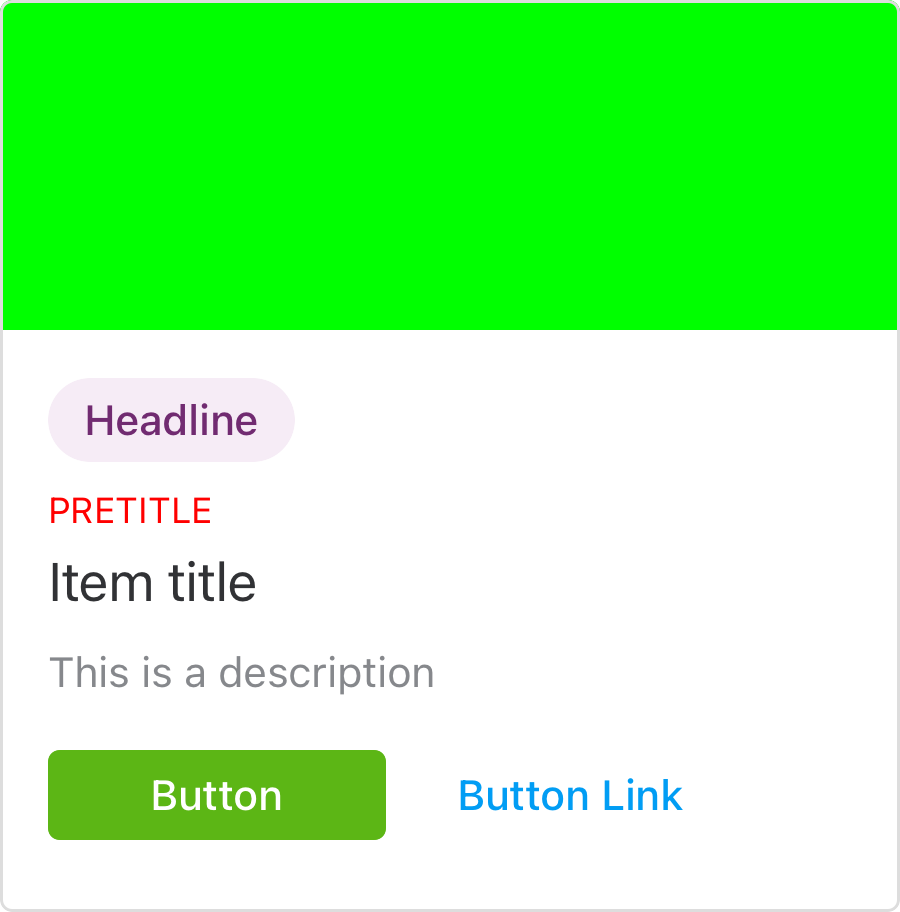 Headline
PRETITLE
Item title
This is a description
Button
Button Link